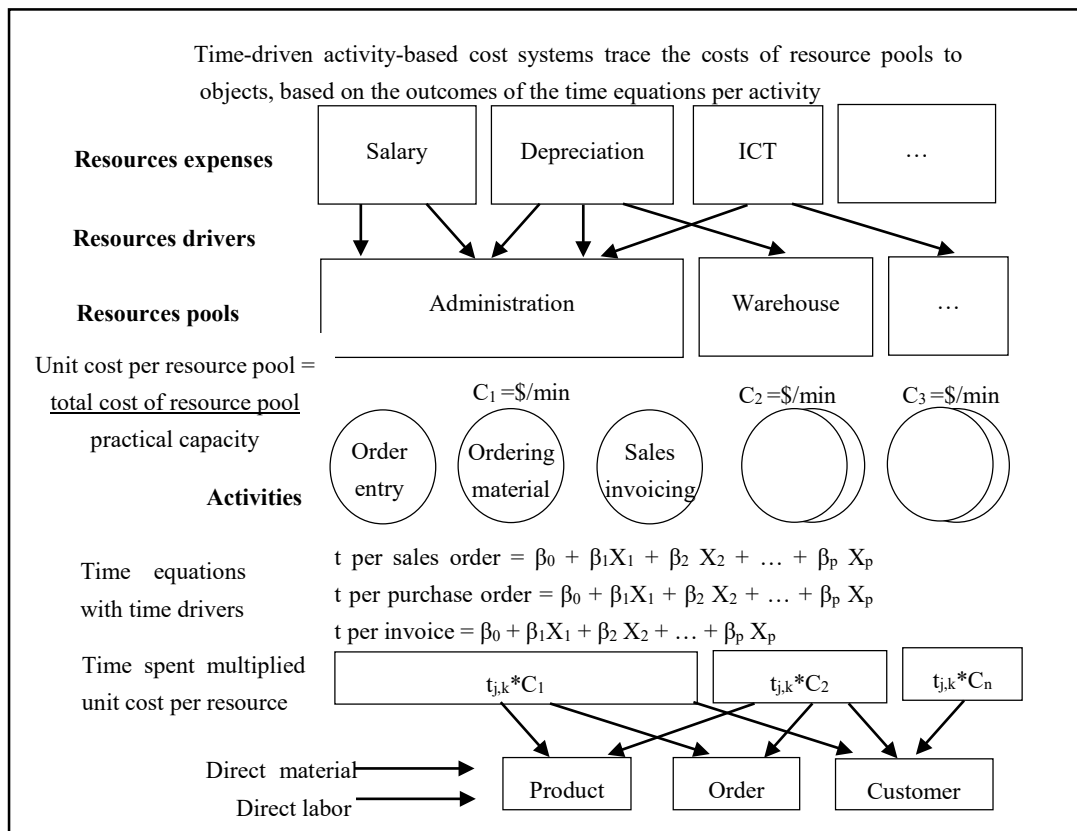 Time-driven activity-based cost systems trace the costs of resource pools to
objects, based on the outcomes of the time equations per activity
Resources expenses
Salary
Depreciation
ICT
…
Resources drivers
Resources pools
Administration
Warehouse
…
Unit cost per resource pool =
total cost of resource pool
practical capacity
C₁ =$/min
C₂ =$/min
C₃ =$/min
Activities
Order
entry
Ordering
material
Sales
invoicing
Time equations
with time drivers
t per sales order = β₀ + β₁X₁ + β₂ X₂ + … + βₚ Xₚ
t per purchase order = β₀ + β₁X₁ + β₂ X₂ + … + βₚ Xₚ
t per invoice = β₀ + β₁X₁ + β₂ X₂ + … + βₚ Xₚ
Time spent multiplied
unit cost per resource
tⱼ,ₖ*C₁
tⱼ,ₖ*C₂
tⱼ,ₖ*Cₙ
Direct material
Direct labor
Product
Order
Customer